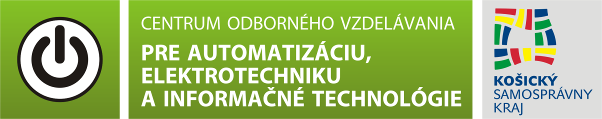 CENTRUM ODBORNÉHO VZDELÁVANIA
PRE AUTOMATIZÁCIU,
ELEKTROTECHNIKU
A INFORMAČNÉ TECHNOLÓGIE
KOŠICKÝ
SAMOSPRÁVNY
KRAJ